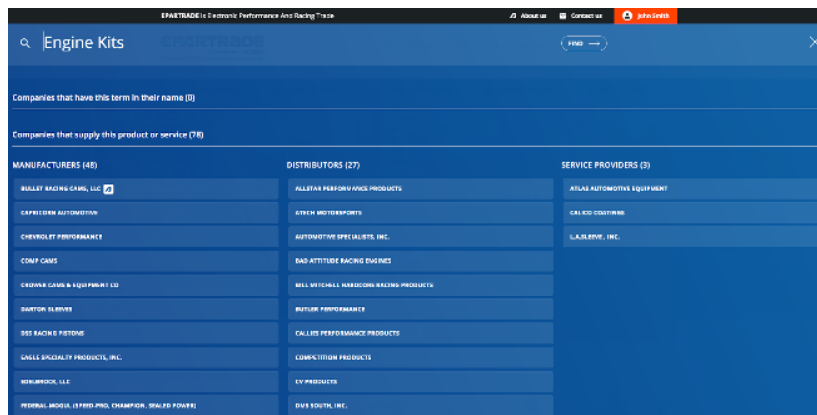 EPARTRADE is Electronic Performance And Racing Trade
About us
Contact us
John Smith
Engine Kits
EPARTRADE
FIND
Companies that have this term in their name (0)
Companies that supply this product or service (78)
MANUFACTURERS (48)
DISTRIBUTORS (27)
SERVICE PROVIDERS (3)
BULLET RACING CAMS, LLC
ALLSTAR PERFORMANCE PRODUCTS
ATLAS AUTOMOTIVE EQUIPMENT
CAPRICORN AUTOMOTIVE
ATECH MOTORSPORTS
CALICO COATINGS
CHEVROLET PERFORMANCE
AUTOMOTIVE SPECIALISTS, INC.
L.A.SLEEVE, INC.
COMP CAMS
BAD ATTITUDE RACING ENGINES
CROWER CAMS & EQUIPMENT CO
BILL MITCHELL HARDCORE RACING PRODUCTS
DARTON SLEEVES
BUTLER PERFORMANCE
DSS RACING PISTONS
CALLIES PERFORMANCE PRODUCTS
EAGLE SPECIALTY PRODUCTS, INC.
COMPETITION PRODUCTS
EDELBROCK, LLC
CV PRODUCTS
FEDERAL-MOGUL (SPEED-PRO, CHAMPION, SEALED POWER)
DMS SOUTH, INC.